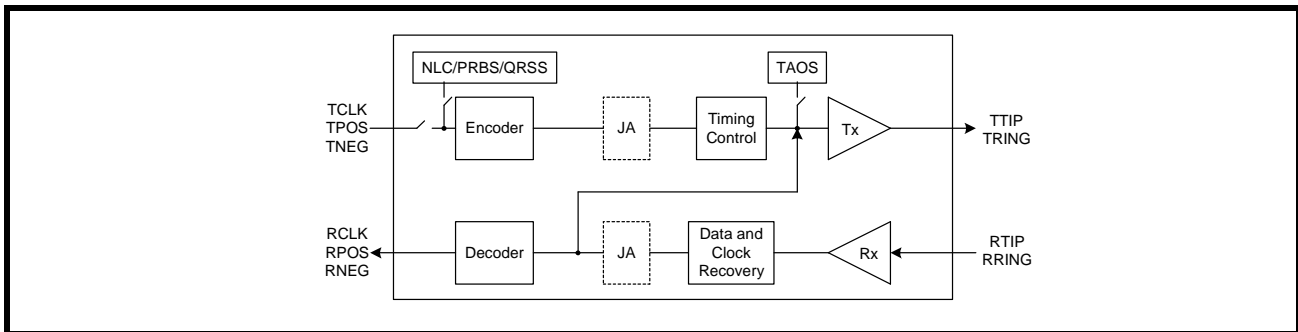 NLC/PRBS/QRSS
TAOS
TCLK
TPOS
TNEG
Encoder
JA
Timing
Control
Tx
TTIP
TRING
RCLK
RPOS
RNEG
Decoder
JA
Data and
Clock
Recovery
Rx
RTIP
RRING